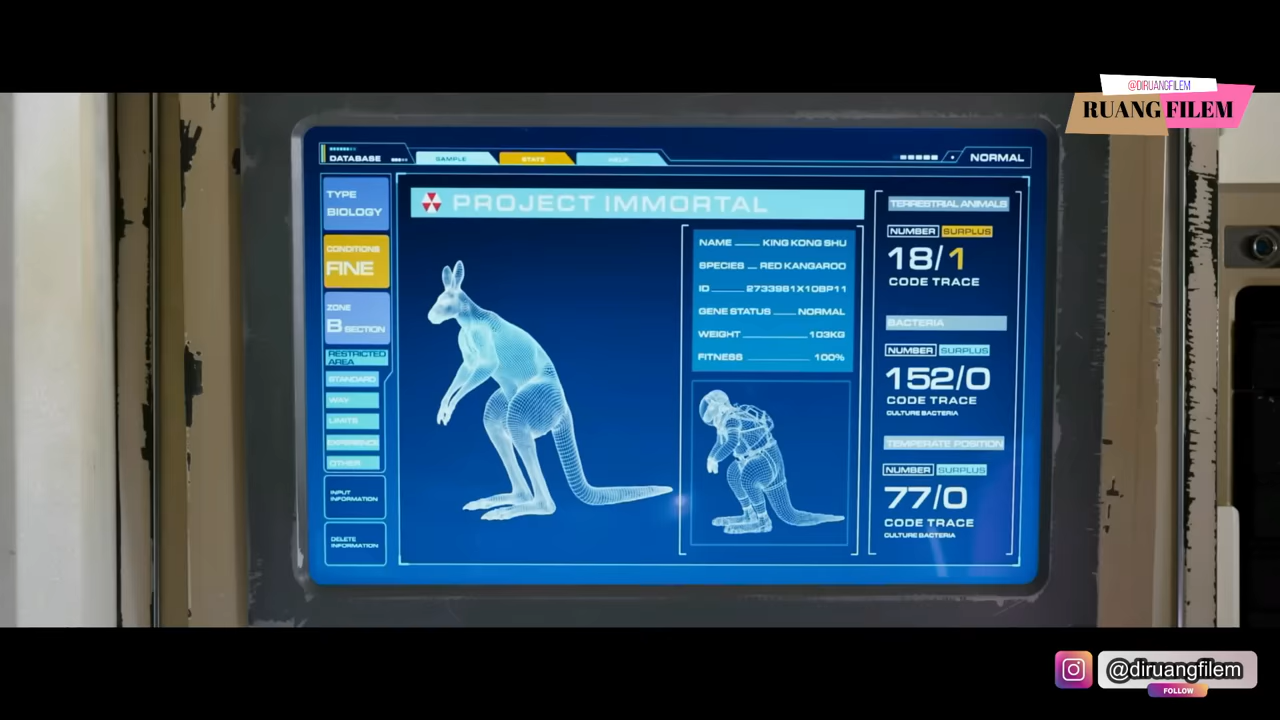 @DIRUANGFILEM
RUANG FILEM
DATABASE
SAMPLE
STATE
HELP
NORMAL
TYPE
BIOLOGY
CONDITIONS
FINE
ZONE
B SECTION
RESTRICTED
AREA
STANDARD
WAY
LIMITS
EXPERIENCE
OTHER
INPUT
INFORMATION
DELETE
INFORMATION
PROJECT IMMORTAL
NAME KING KONG SHU
SPECIES RED KANGAROO
ID 2733981X10BP11
GENE STATUS NORMAL
WEIGHT 103KG
FITNESS 100%
TERRESTRIAL ANIMALS
NUMBER SURPLUS
18/1
CODE TRACE
BACTERIA
NUMBER SURPLUS
152/0
CODE TRACE
CULTURE BACTERIA
TEMPERATE POSITION
NUMBER SURPLUS
77/0
CODE TRACE
CULTURE BACTERIA
@diruangfilem
FOLLOW